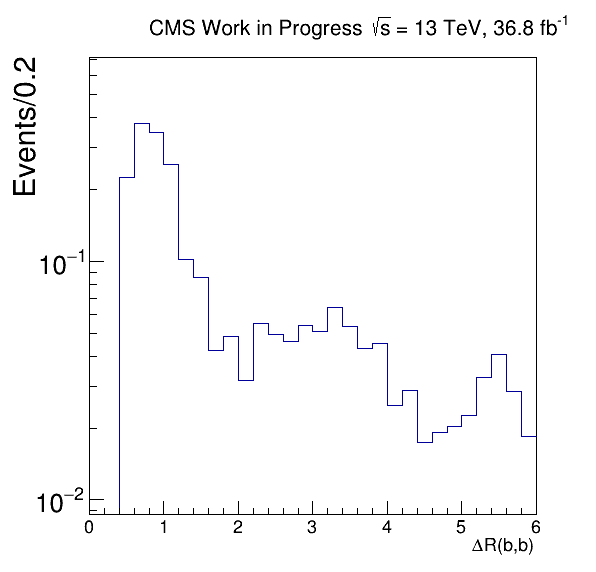 CMS Work in Progress √s = 13 TeV, 36.8 fb⁻¹
Events/0.2
10⁻¹
10⁻²
0 1 2 3 4 5 6
ΔR(b,b)